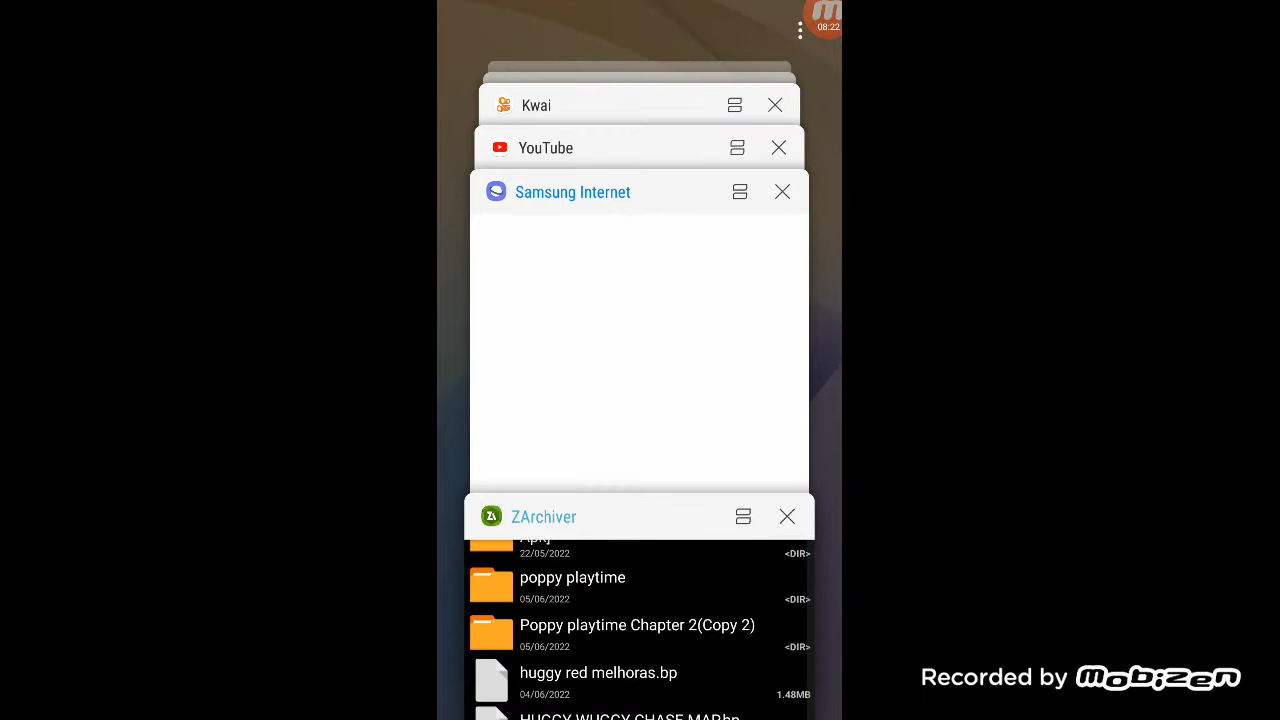 08:22
Kwai
YouTube
Samsung Internet
ZArchiver
22/05/2022 <DIR>
poppy playtime
05/06/2022 <DIR>
Poppy playtime Chapter 2(Copy 2)
05/06/2022 <DIR>
huggy red melhoras.bp
04/06/2022 1.48MB
HUGGY WUGGY CHASE MAP.bp
Recorded by mobizen